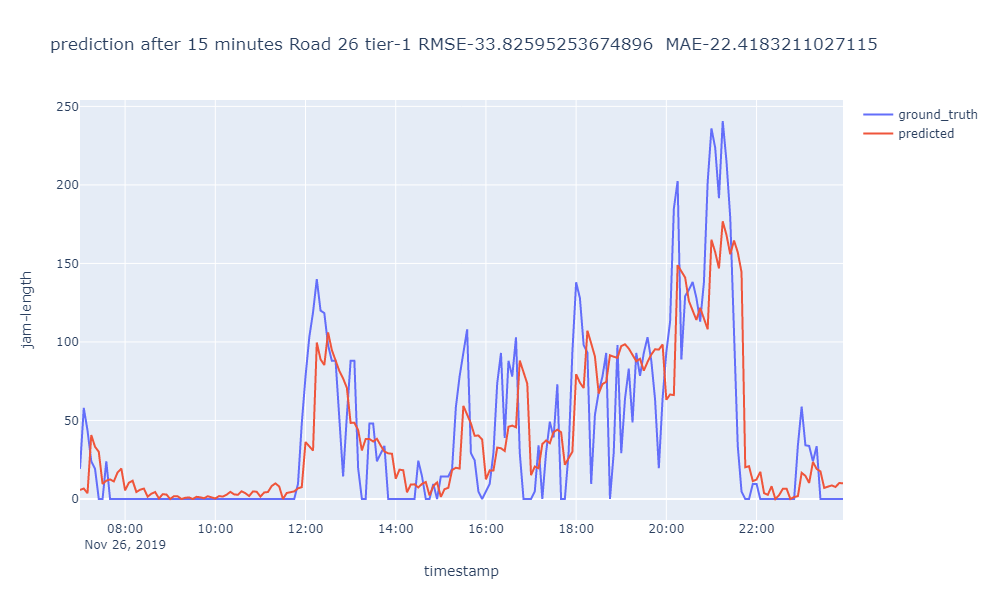 prediction after 15 minutes Road 26 tier-1 RMSE-33.82595253674896  MAE-22.4183211027115
ground_truth
predicted
250
200
150
100
50
0
jam-length
08:00 10:00 12:00 14:00 16:00 18:00 20:00 22:00
Nov 26, 2019
timestamp